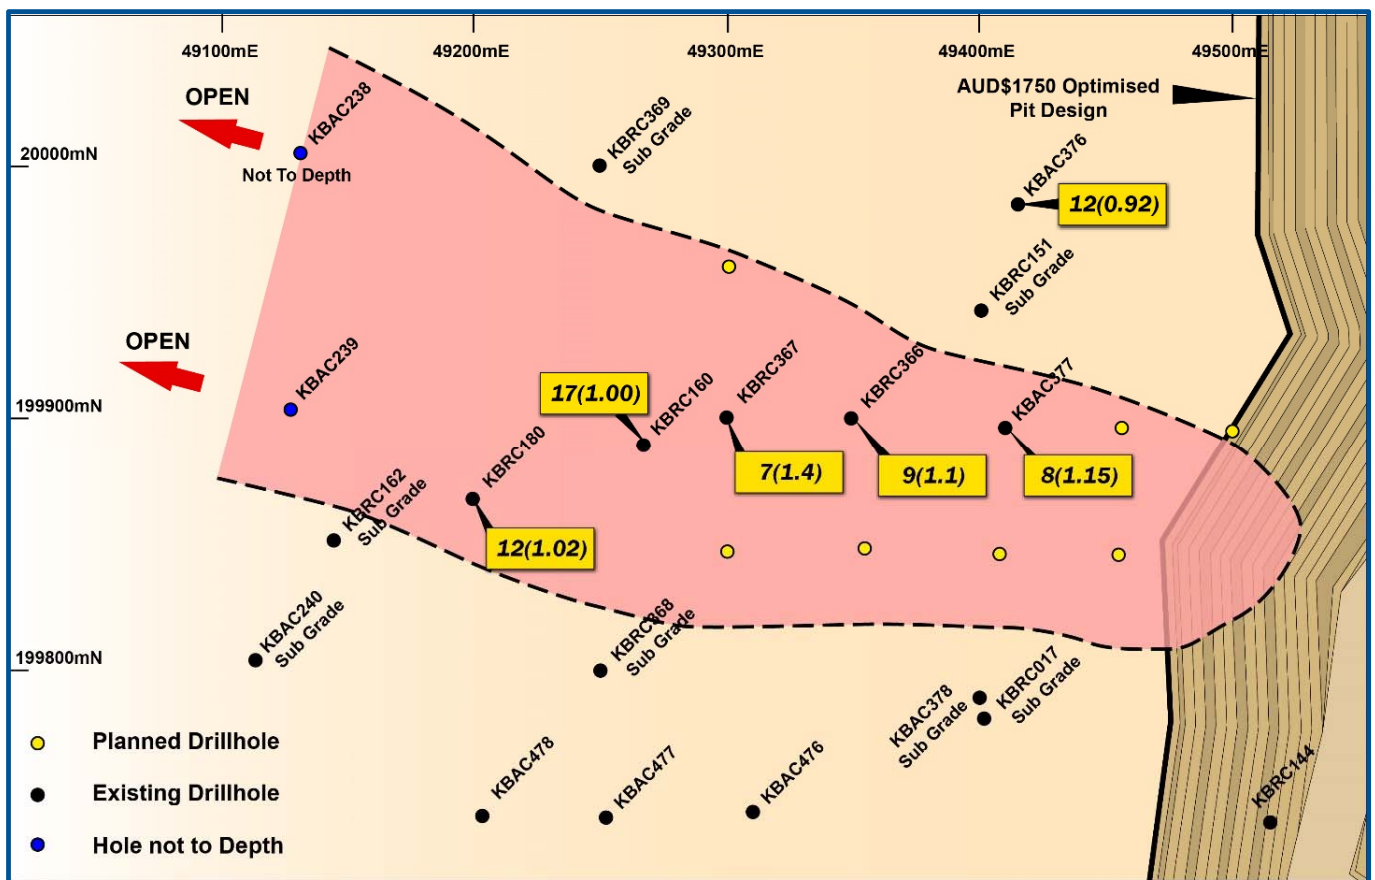 49100mE
49200mE
49300mE
49400mE
49500mE
AUD$1750 Optimised
Pit Design
OPEN
KBAC238
Not To Depth
20000mN
KBRC369
Sub Grade
KBAC376
12(0.92)
KBRC151
Sub Grade
OPEN
KBAC239
199900mN
17(1.00)
KBRC160
KBRC367
7(1.4)
KBRC366
9(1.1)
KBAC377
8(1.15)
KBRC180
12(1.02)
KBRC162
Sub Grade
KBAC240
Sub Grade
199800mN
KBRC368
Sub Grade
KBAC378
Sub Grade
KBRC017
Sub Grade
KBAC478
KBAC477
KBAC476
KBRC144
Planned Drillhole
Existing Drillhole
Hole not to Depth